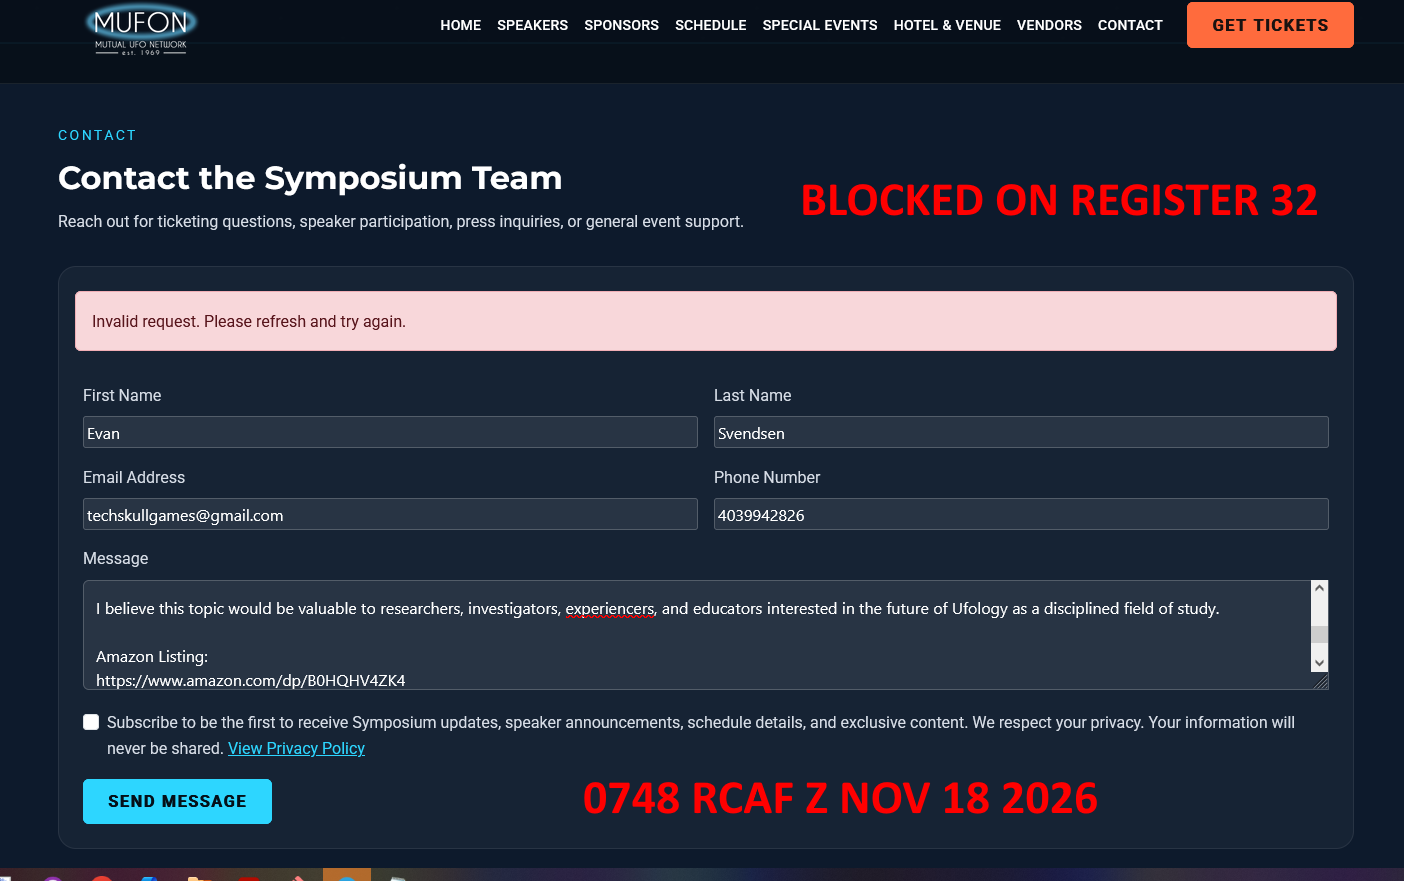 MUFON
MUTUAL UFO NETWORK
est. 1969
HOME SPEAKERS SPONSORS SCHEDULE SPECIAL EVENTS HOTEL & VENUE VENDORS CONTACT GET TICKETS
CONTACT
Contact the Symposium Team
BLOCKED ON REGISTER 32
Reach out for ticketing questions, speaker participation, press inquiries, or general event support.
Invalid request. Please refresh and try again.
First Name Last Name
Evan Svendsen
Email Address Phone Number
techskullgames@gmail.com 4039942826
Message
I believe this topic would be valuable to researchers, investigators, experiencers, and educators interested in the future of Ufology as a disciplined field of study.
Amazon Listing:
https://www.amazon.com/dp/B0HQHV4ZK4
Subscribe to be the first to receive Symposium updates, speaker announcements, schedule details, and exclusive content. We respect your privacy. Your information will
never be shared. View Privacy Policy
SEND MESSAGE
0748 RCAF Z NOV 18 2026